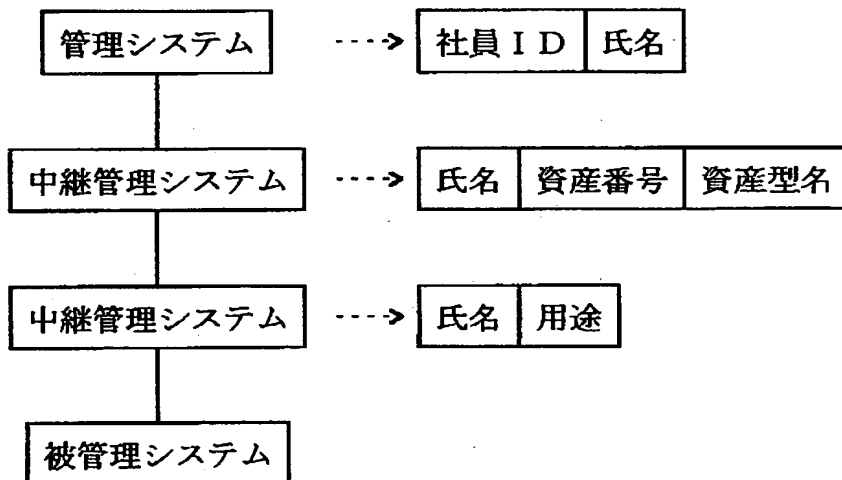 管理システム 社員ID 氏名
中継管理システム 氏名 資産番号 資産型名
中継管理システム 氏名 用途
被管理システム